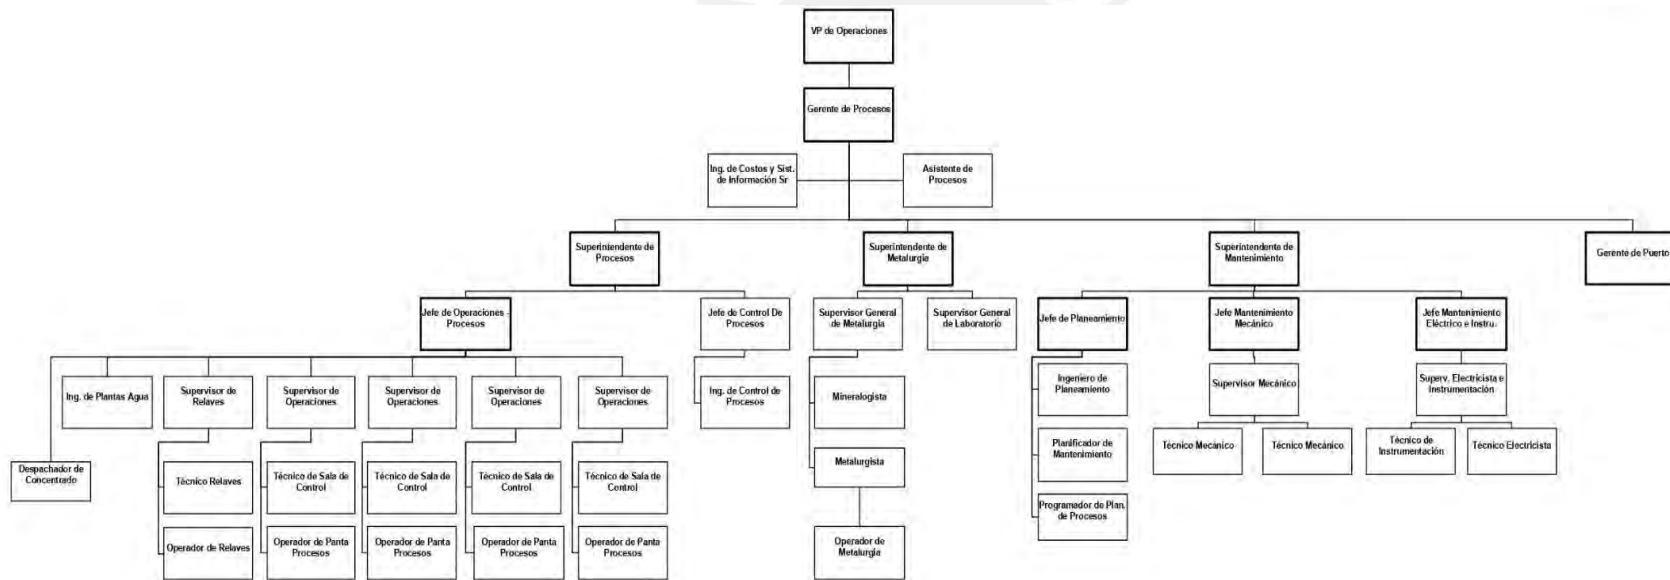 VP de Operaciones
Gerente de Procesos
Ing. de Costos y Sist.
de Información Sr
Asistente de
Procesos
Superintendente de
Procesos
Superintendente de
Metalurgia
Superintendente de
Mantenimiento
Gerente de Puerto
Jefe de Operaciones -
Procesos
Jefe de Control De
Procesos
Supervisor General
de Metalurgia
Supervisor General
de Laboratorio
Jefe de Planeamiento
Jefe Mantenimiento
Mecánico
Jefe Mantenimiento
Eléctrico e Instru.
Ing. de Plantas Agua
Supervisor de
Relaves
Supervisor de
Operaciones
Supervisor de
Operaciones
Supervisor de
Operaciones
Supervisor de
Operaciones
Ing. de Control de
Procesos
Mineralogista
Ingeniero de
Planeamiento
Supervisor Mecánico
Superv. Electricista e
Instrumentación
Despachador de
Concentrado
Técnico Relaves
Técnico de Sala de
Control
Técnico de Sala de
Control
Técnico de Sala de
Control
Técnico de Sala de
Control
Metalurgista
Planificador de
Mantenimiento
Técnico Mecánico
Técnico Mecánico
Técnico de
Instrumentación
Técnico Electricista
Programador de Plan.
de Procesos
Operador de Relaves
Operador de Panta
Procesos
Operador de Panta
Procesos
Operador de Panta
Procesos
Operador de Panta
Procesos
Operador de
Metalurgia